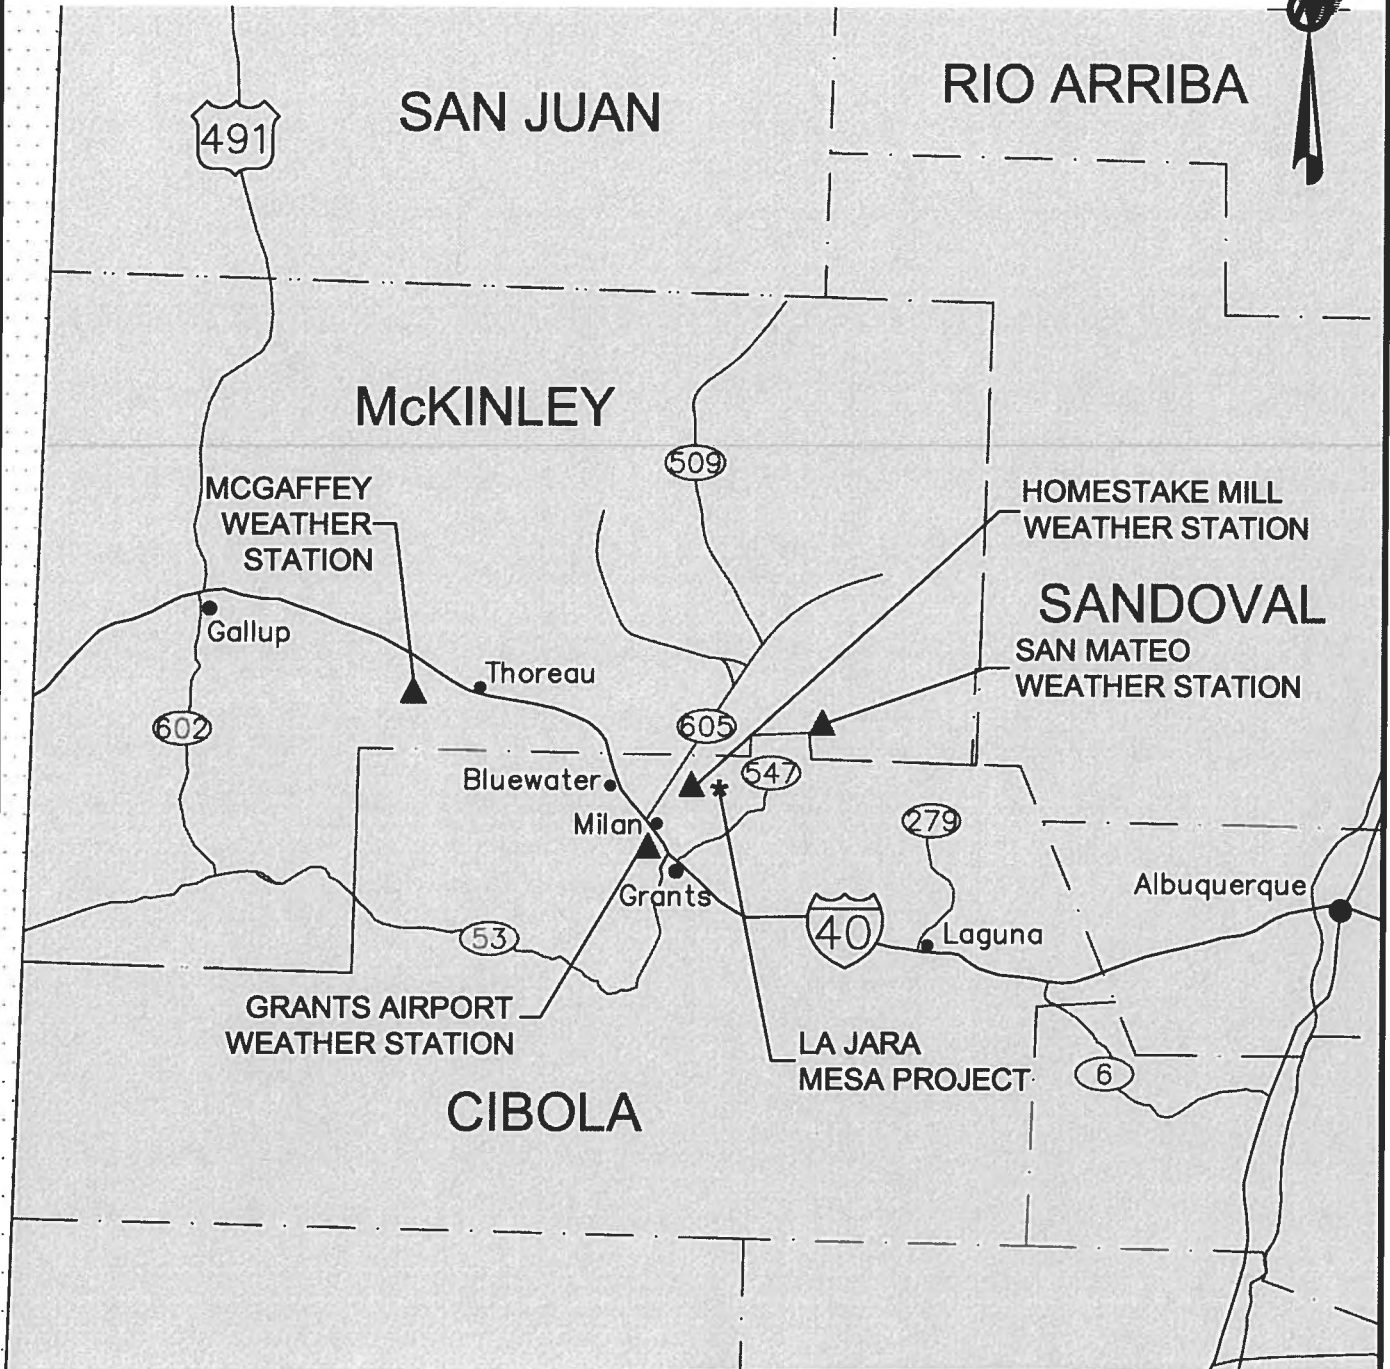 RIO ARRIBA
SAN JUAN
491
McKINLEY
509
MCGAFFEY
WEATHER
STATION
HOMESTAKE MILL
WEATHER STATION
SANDOVAL
Gallup
SAN MATEO
WEATHER STATION
Thoreau
602
605
547
Bluewater
Milan
279
Grants
Albuquerque
53
40
Laguna
GRANTS AIRPORT
WEATHER STATION
LA JARA
MESA PROJECT
6
CIBOLA